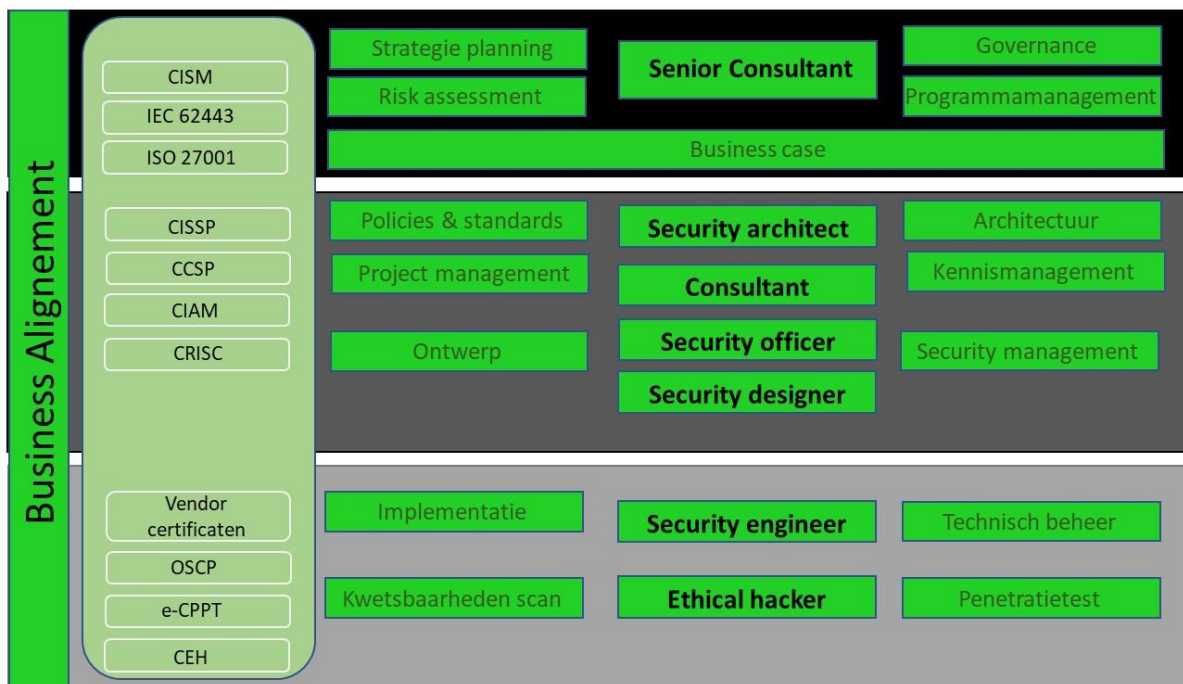 Business Alignement
CISM
IEC 62443
ISO 27001
Strategie planning
Risk assessment
Senior Consultant
Governance
Programmamanagement
Business case
CISSP
CCSP
CIAM
CRISC
Policies & standards
Project management
Ontwerp
Security architect
Consultant
Security officer
Security designer
Architectuur
Kennismanagement
Security management
Vendor
certificaten
OSCP
e-CPPT
CEH
Implementatie
Kwetsbaarheden scan
Security engineer
Ethical hacker
Technisch beheer
Penetratietest